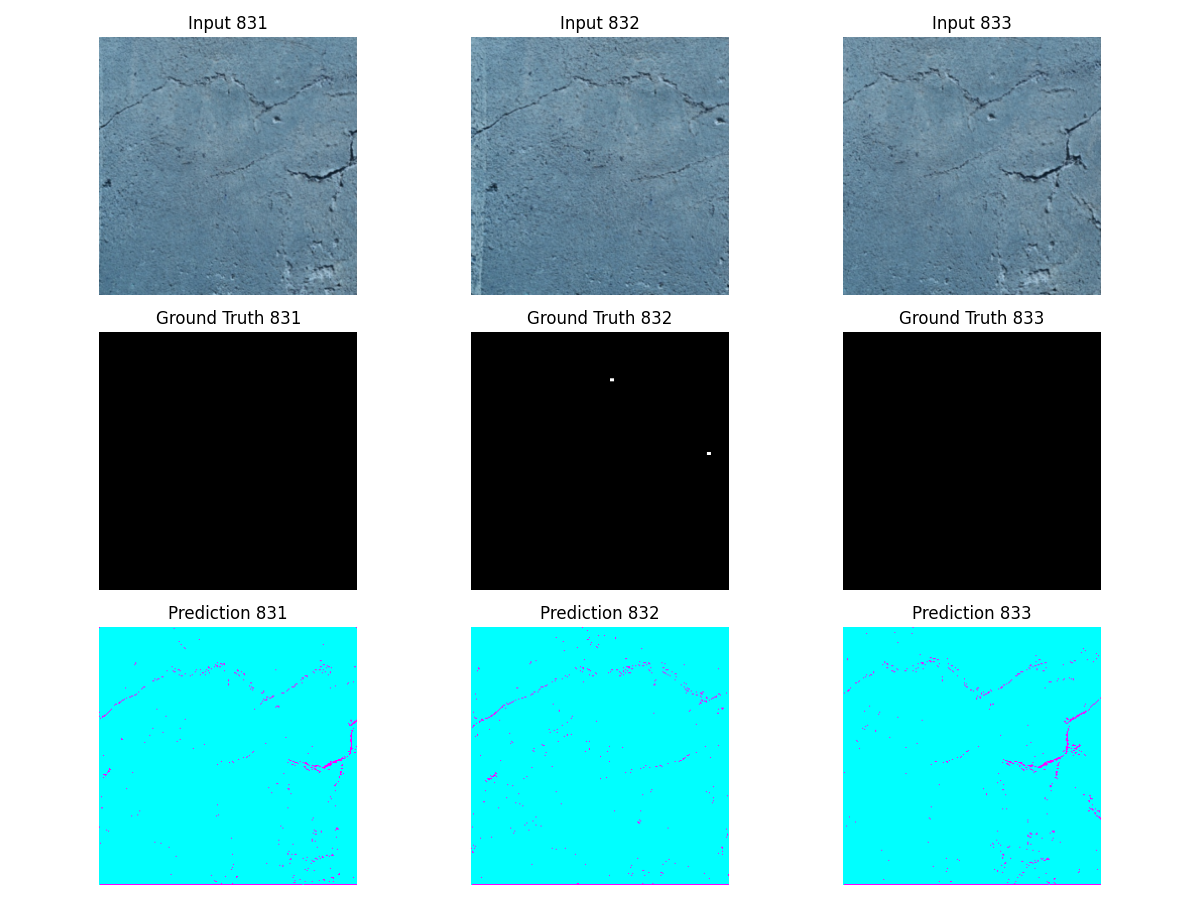 Input 831
Input 832
Input 833
Ground Truth 831
Ground Truth 832
Ground Truth 833
Prediction 831
Prediction 832
Prediction 833